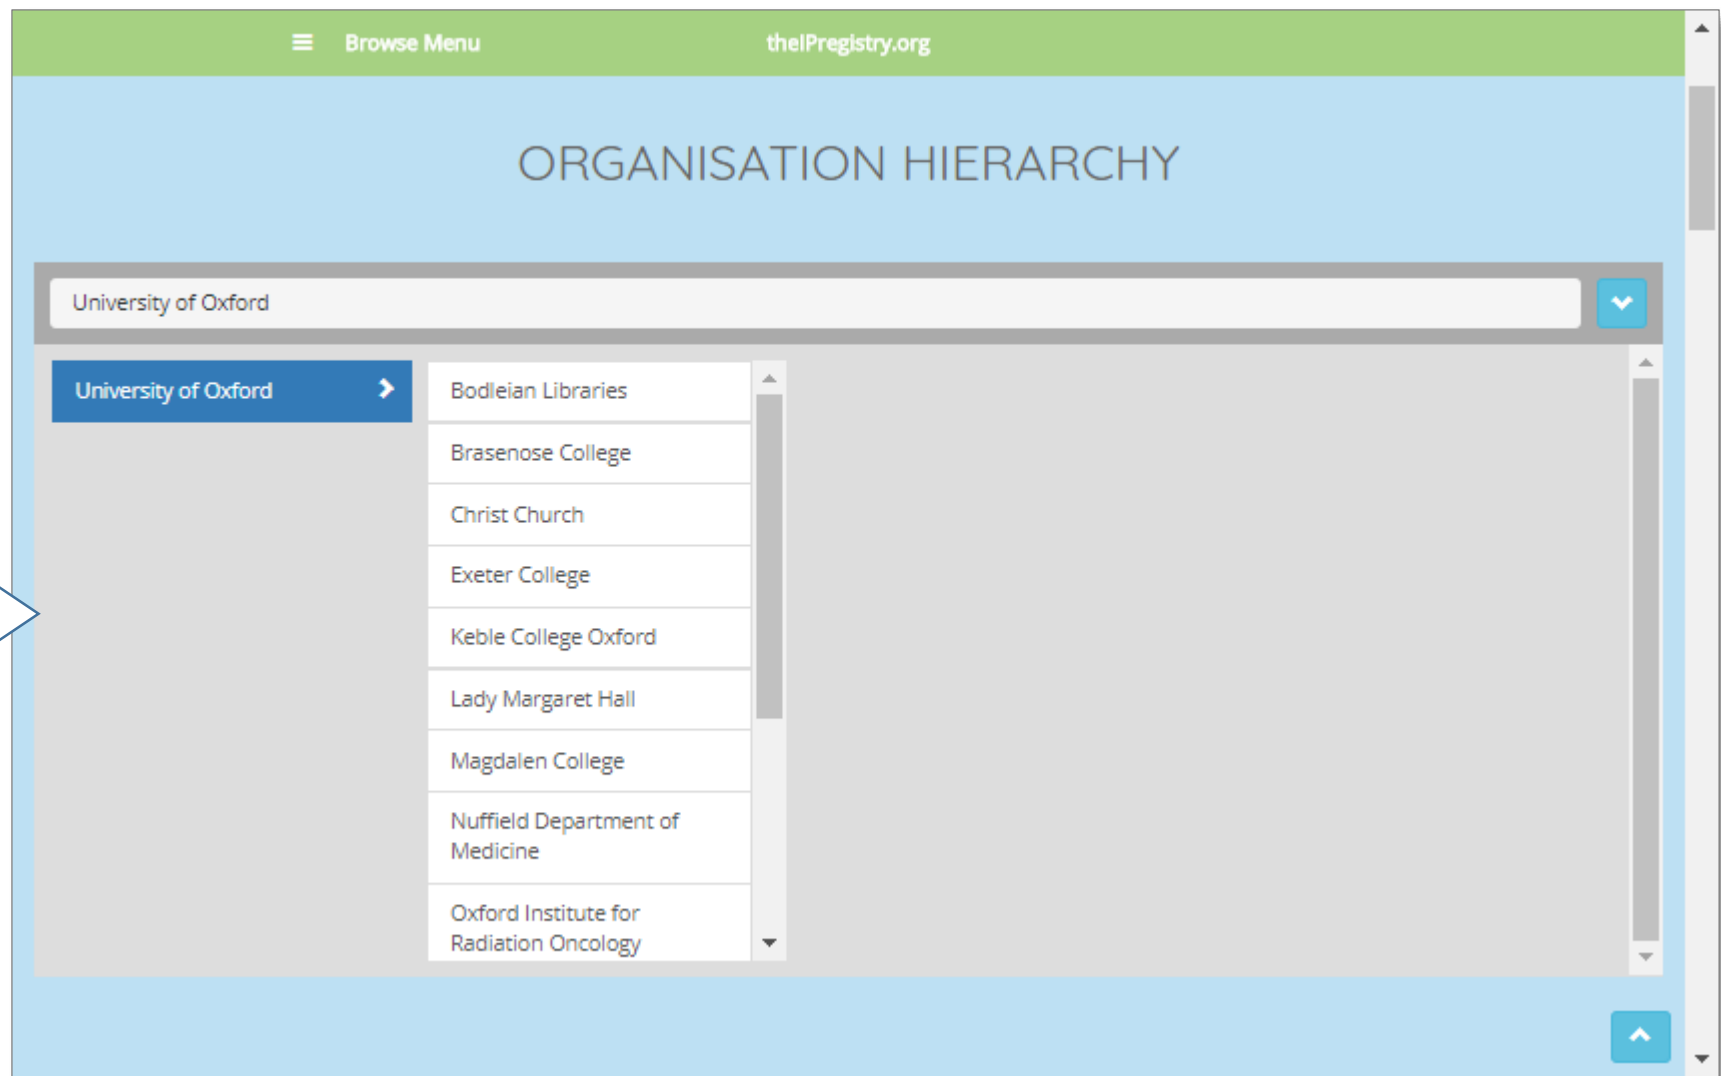 Browse Menu
theIPregistry.org
ORGANISATION HIERARCHY
University of Oxford
University of Oxford
Bodleian Libraries
Brasenose College
Christ Church
Exeter College
Keble College Oxford
Lady Margaret Hall
Magdalen College
Nuffield Department of
Medicine
Oxford Institute for
Radiation Oncology